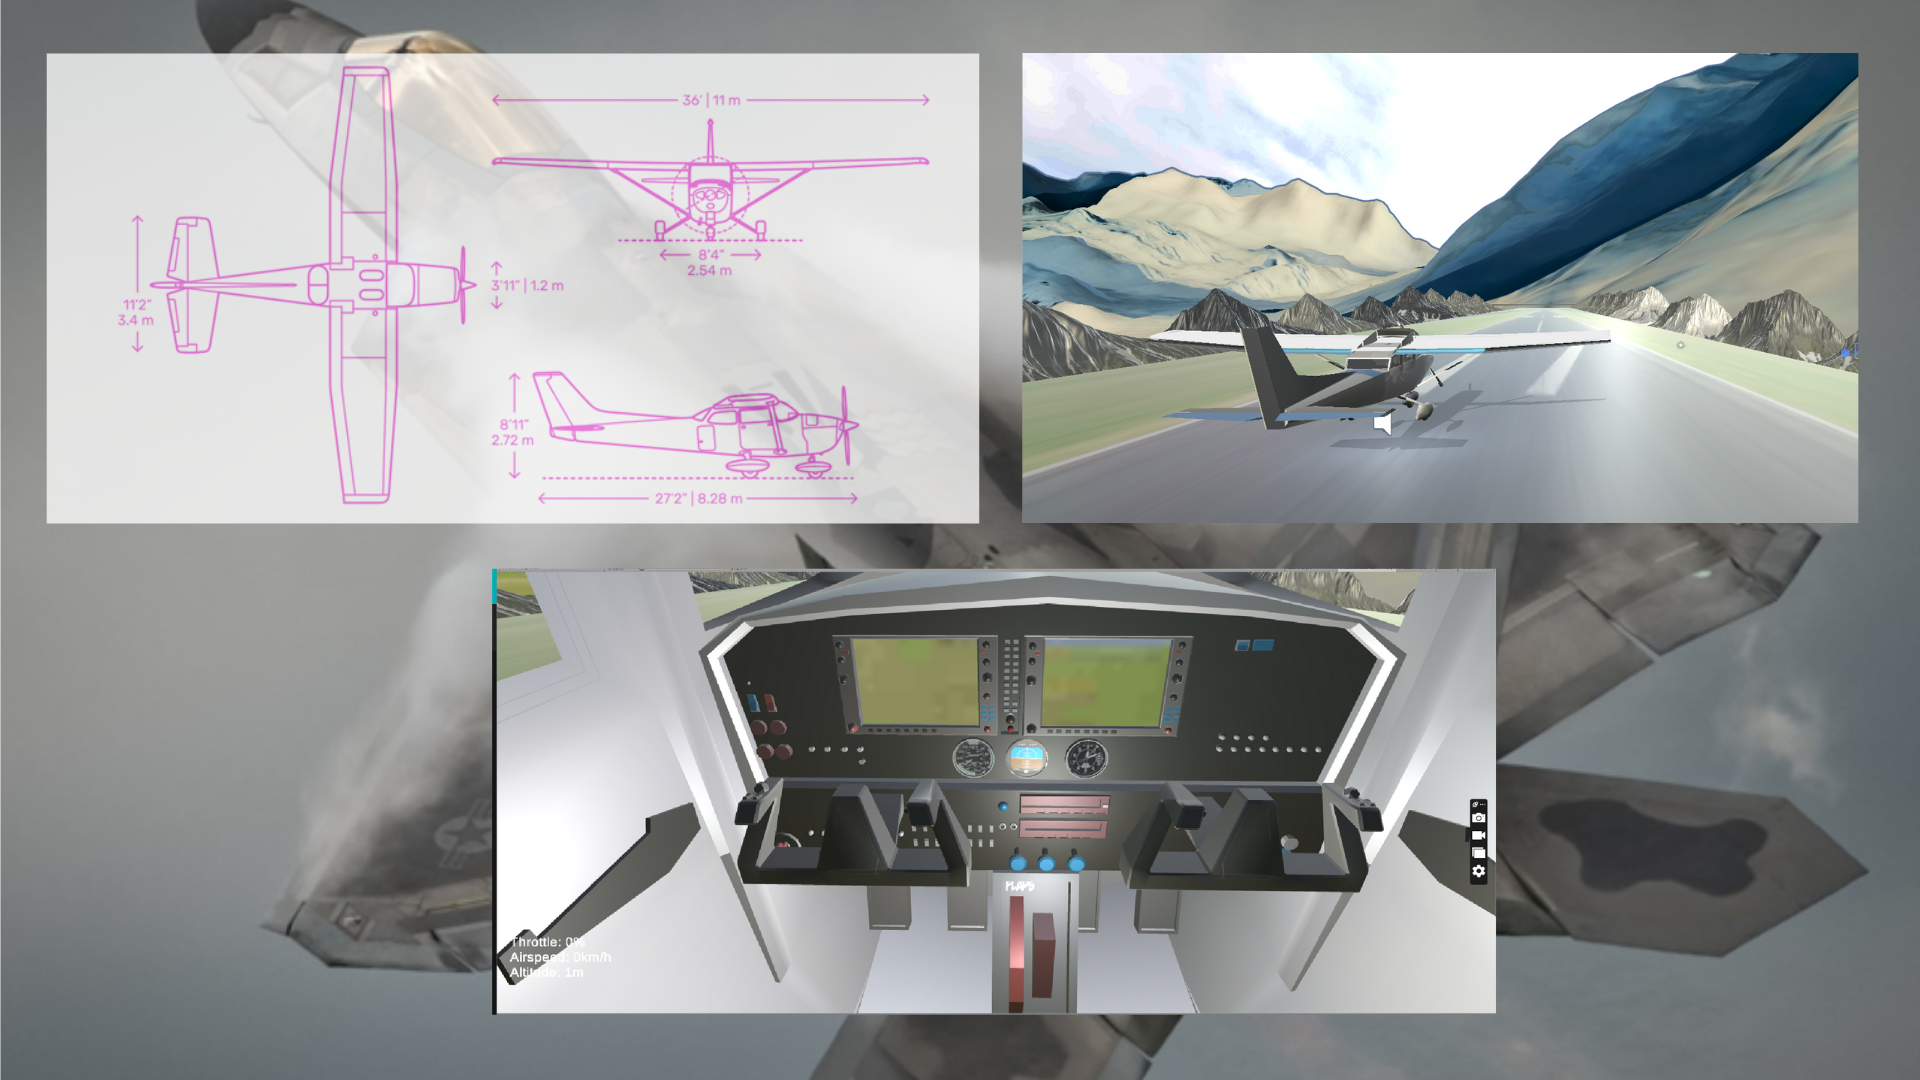 36' | 11 m
8'4"
2.54 m
11'2"
3.4 m
3'11" | 1.2 m
8'11"
2.72 m
27'2" | 8.28 m
FLAPS
Throttle: 0%
Airspeed: 0km/h
Altitude: 1m